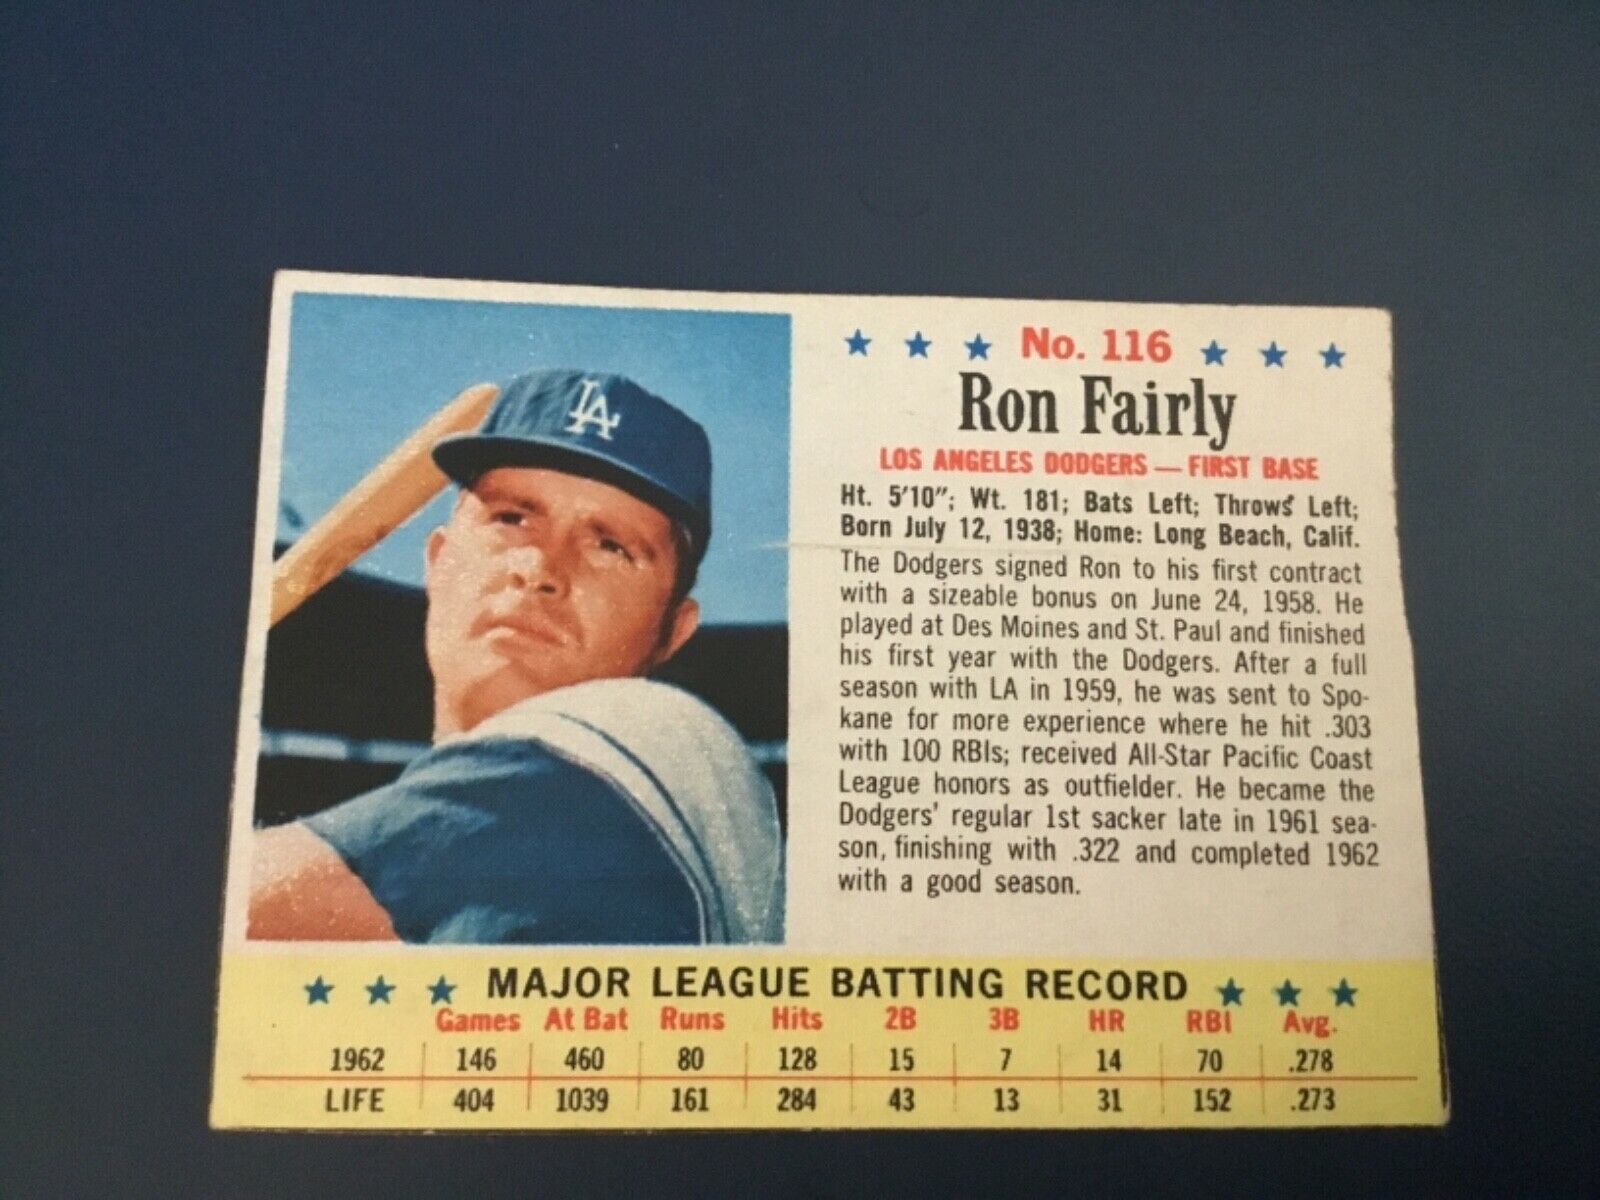 LA
No. 116
Ron Fairly
LOS ANGELES DODGERS — FIRST BASE
Ht. 5'10"; Wt. 181; Bats Left; Throws Left;
Born July 12, 1938; Home: Long Beach, Calif.
The Dodgers signed Ron to his first contract
with a sizeable bonus on June 24, 1958. He
played at Des Moines and St. Paul and finished
his first year with the Dodgers. After a full
season with LA in 1959, he was sent to Spo-
kane for more experience where he hit .303
with 100 RBIs; received All-Star Pacific Coast
League honors as outfielder. He became the
Dodgers' regular 1st sacker late in 1961 sea-
son, finishing with .322 and completed 1962
with a good season.
MAJOR LEAGUE BATTING RECORD
Games At Bat Runs Hits 2B 3B HR RBI Avg.
1962 146 460 80 128 15 7 14 70 .278
LIFE 404 1039 161 284 43 13 31 152 .273